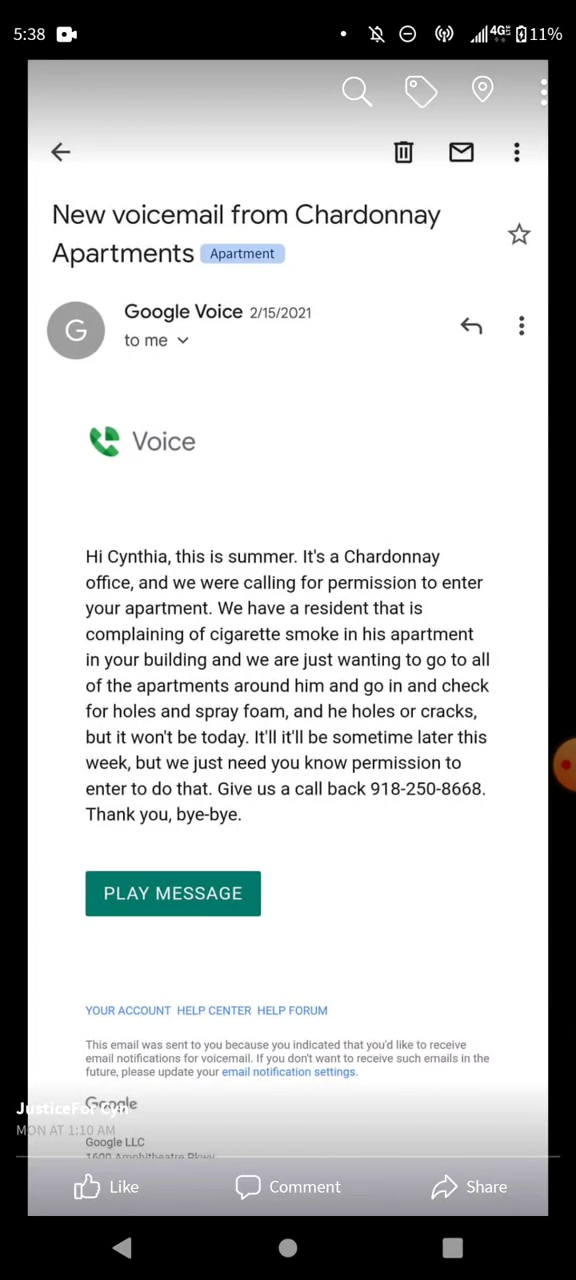 5:38
4GE
11%
New voicemail from Chardonnay
Apartments Apartment
G
Google Voice 2/15/2021
to me
Voice
Hi Cynthia, this is summer. It's a Chardonnay
office, and we were calling for permission to enter
your apartment. We have a resident that is
complaining of cigarette smoke in his apartment
in your building and we are just wanting to go to all
of the apartments around him and go in and check
for holes and spray foam, and he holes or cracks,
but it won't be today. It'll it'll be sometime later this
week, but we just need you know permission to
enter to do that. Give us a call back 918-250-8668.
Thank you, bye-bye.
PLAY MESSAGE
YOUR ACCOUNT HELP CENTER HELP FORUM
This email was sent to you because you indicated that you'd like to receive
email notifications for voicemail. If you don't want to receive such emails in the
future, please update your email notification settings.
Google
JusticeFor Cyn
MON AT 1:10 AM
Google LLC
1600 Amphitheatre Pkwy
Like Comment Share